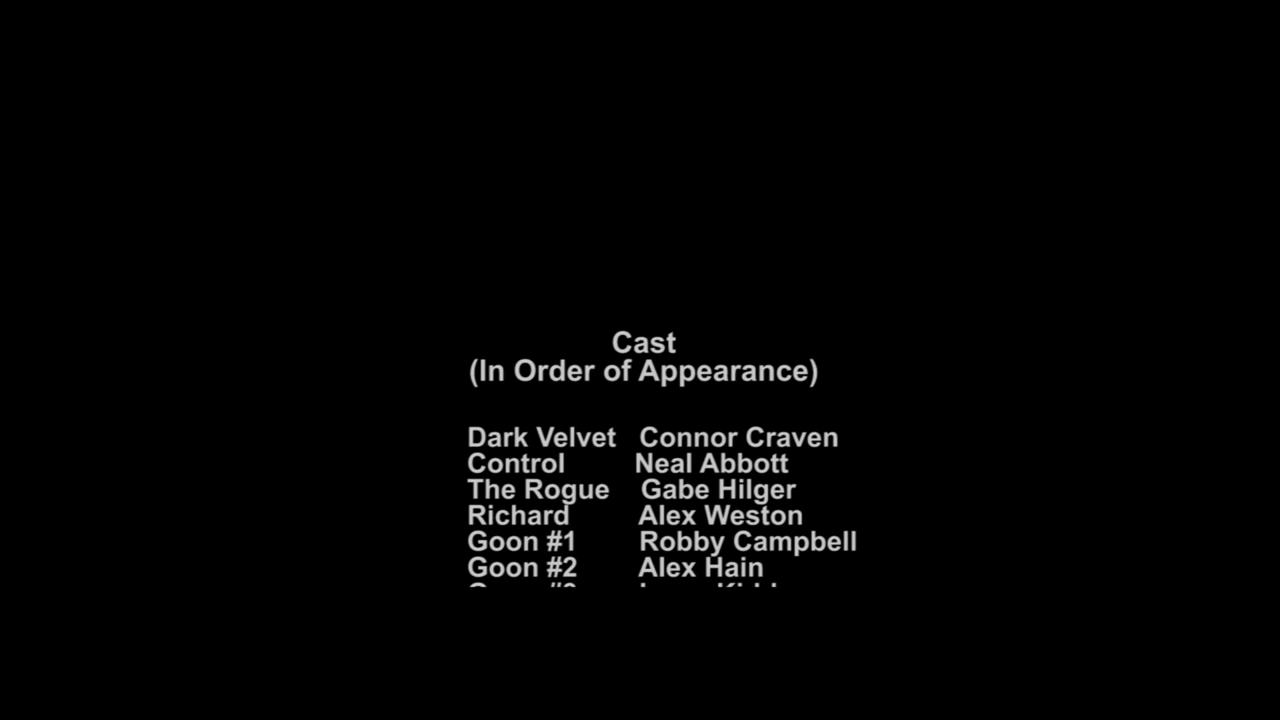 Cast
(In Order of Appearance)
Dark Velvet Connor Craven
Control Neal Abbott
The Rogue Gabe Hilger
Richard Alex Weston
Goon #1 Robby Campbell
Goon #2 Alex Hain